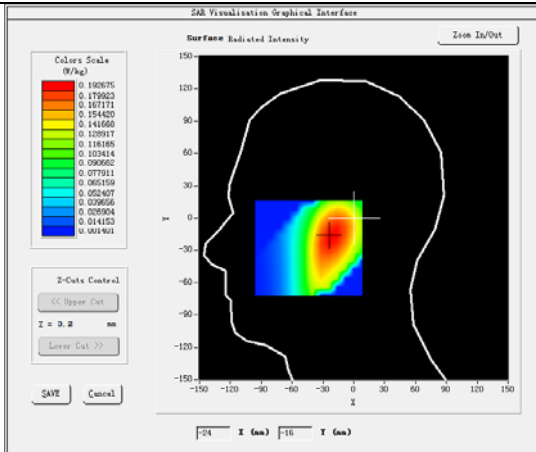 SAR Visualisation Graphical Interface
Surface Radiated Intensity
Zoom In/Out
Colors Scale
(W/kg)
0.192675
0.179923
0.167171
0.154420
0.141668
0.128917
0.116165
0.103414
0.090662
0.077911
0.065159
0.052407
0.039656
0.026904
0.014153
0.001401
Z-Cuts Control
<< Upper Cut
Z = 0.2 mm
Lower Cut >>
SAVE Cancel
150
120
90
60
30
0
-30
-60
-90
-120
-150
Y
-150 -120 -90 -60 -30 0 30 60 90 120 150
X
-24 X (mm) -16 Y (mm)